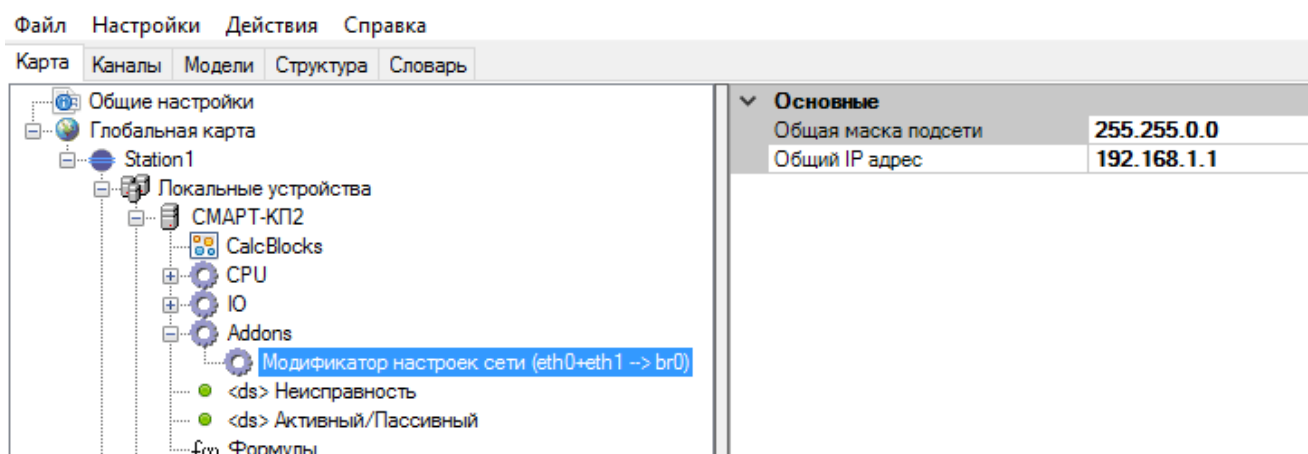 Файл Настройки Действия Справка
Карта Каналы Модели Структура Словарь
Общие настройки
Глобальная карта
Station1
Локальные устройства
СМАРТ-КП2
CalcBlocks
CPU
IO
Addons
Модификатор настроек сети (eth0+eth1 --> br0)
<ds> Неисправность
<ds> Активный/Пассивный
f(x) Формулы
Основные
Общая маска подсети 255.255.0.0
Общий IP адрес 192.168.1.1